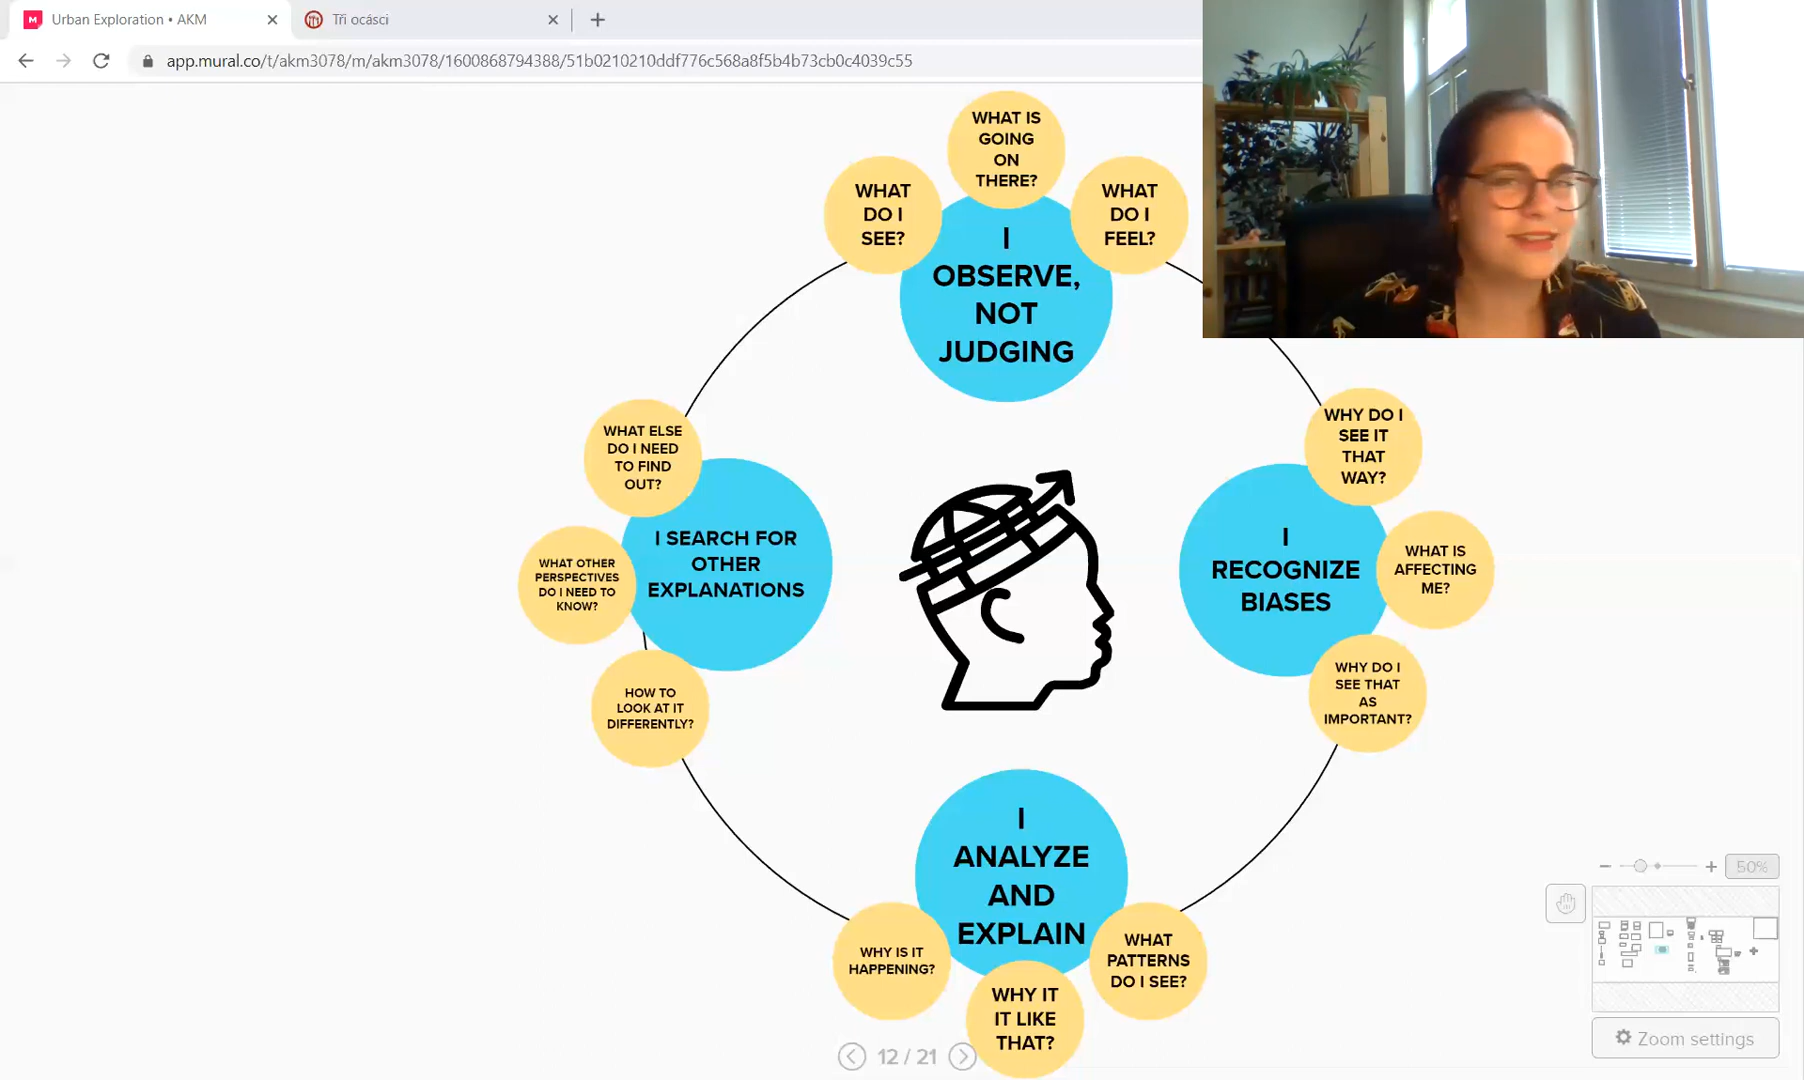 Urban Exploration • AKM
Tři ocásci
app.mural.co/t/akm3078/m/akm3078/1600868794388/51b0210210ddf776c568a8f5b4b73cb0c4039c55
WHAT IS
GOING
ON
THERE?
WHAT
DO I
SEE?
WHAT
DO I
FEEL?
I
OBSERVE,
NOT
JUDGING
WHY DO I
SEE IT
THAT
WAY?
WHAT ELSE
DO I NEED
TO FIND
OUT?
I SEARCH FOR
OTHER
EXPLANATIONS
I
RECOGNIZE
BIASES
WHAT IS
AFFECTING
ME?
WHAT OTHER
PERSPECTIVES
DO I NEED TO
KNOW?
WHY DO I
SEE THAT
AS
IMPORTANT?
HOW TO
LOOK AT IT
DIFFERENTLY?
I
ANALYZE
AND
EXPLAIN
WHY IS IT
HAPPENING?
WHAT
PATTERNS
DO I SEE?
WHY IT
IT LIKE
THAT?
50%
12 / 21
Zoom settings